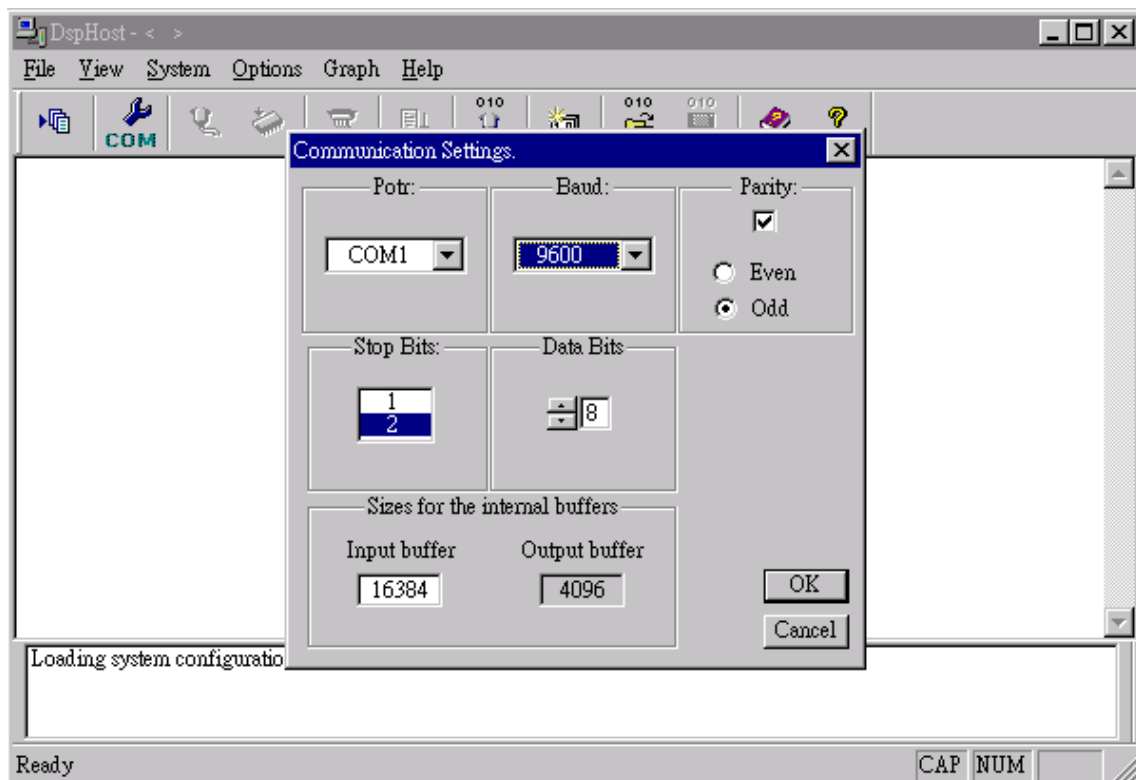 DspHost - < >
File View System Options Graph Help
010 010 010
COM
Communication Settings.
Potr: Baud: Parity:
COM1 9600
Even
Odd
Stop Bits: Data Bits
1
2
8
Sizes for the internal buffers
Input buffer Output buffer
16384 4096
OK
Cancel
Loading system configuratio
Ready CAP NUM